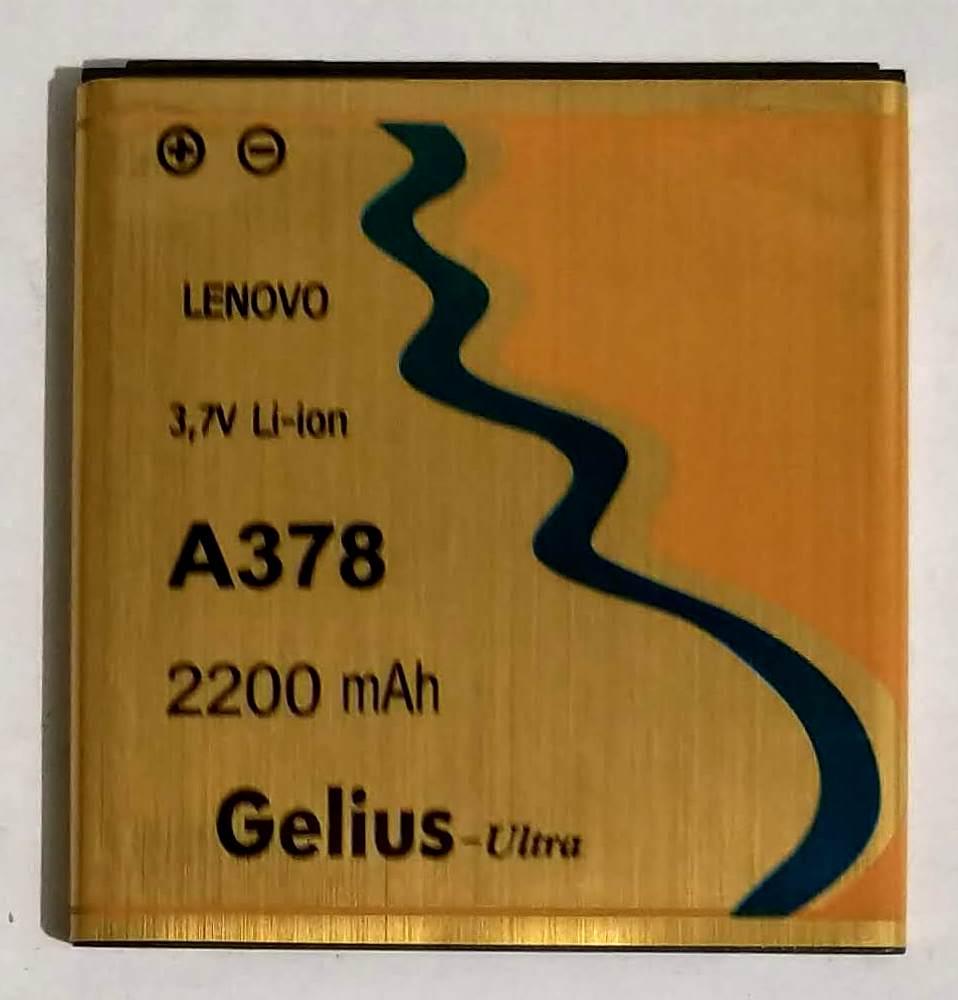 + −
LENOVO
3,7V Li-ion
A378
2200 mAh
Gelius-Ultra